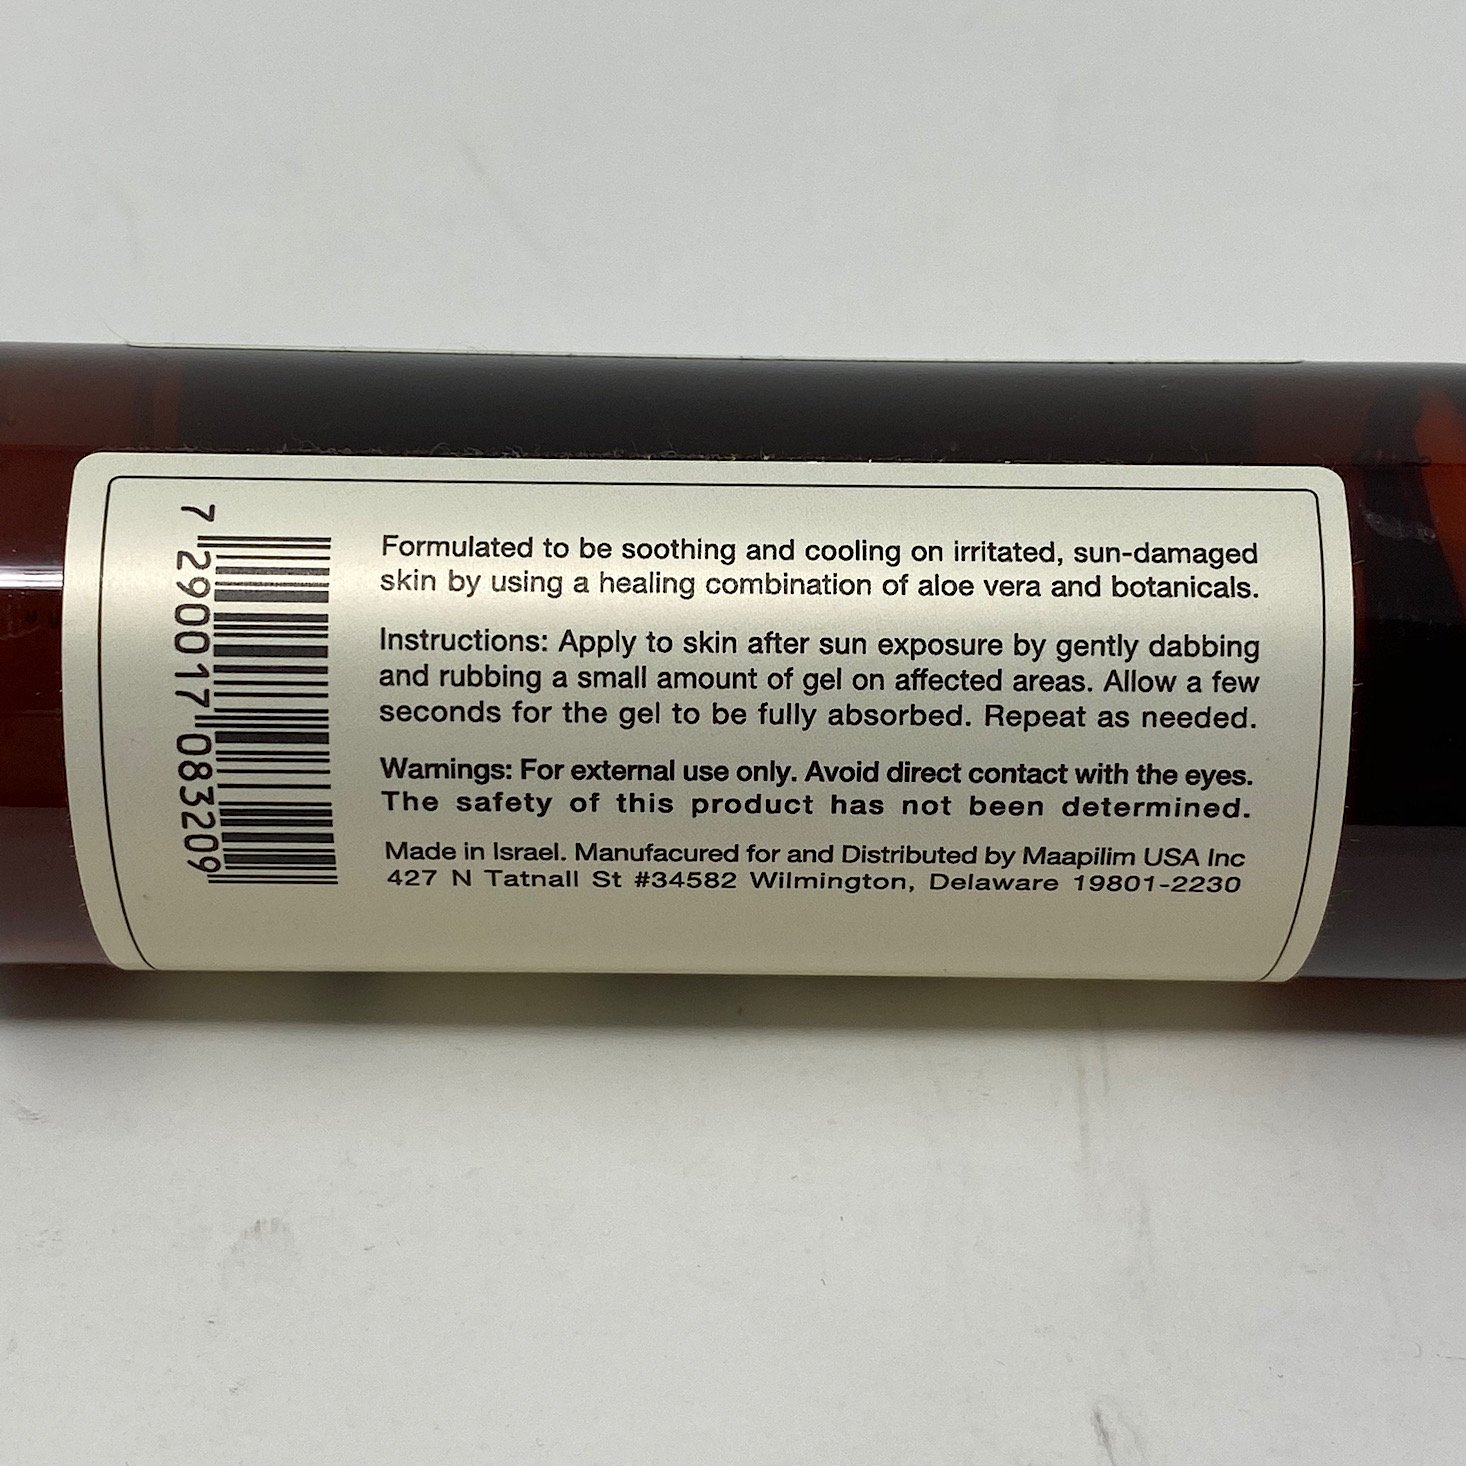 7 290017 083209
Formulated to be soothing and cooling on irritated, sun-damaged
skin by using a healing combination of aloe vera and botanicals.
Instructions: Apply to skin after sun exposure by gently dabbing
and rubbing a small amount of gel on affected areas. Allow a few
seconds for the gel to be fully absorbed. Repeat as needed.
Warnings: For external use only. Avoid direct contact with the eyes.
The safety of this product has not been determined.
Made in Israel. Manufacured for and Distributed by Maapilim USA Inc
427 N Tatnall St #34582 Wilmington, Delaware 19801-2230